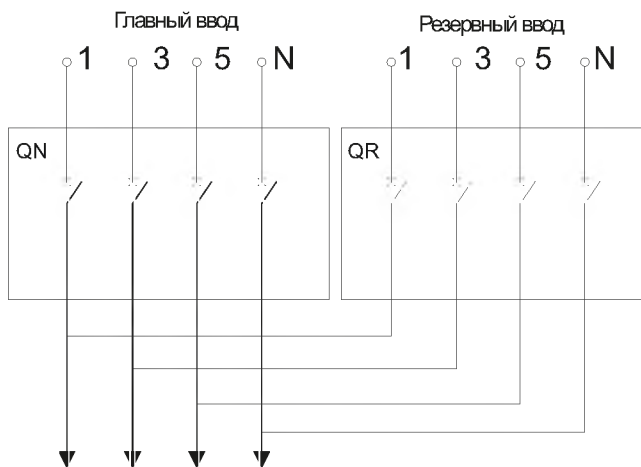 Главный ввод
Резервный ввод
1 3 5 N
1 3 5 N
QN
QR